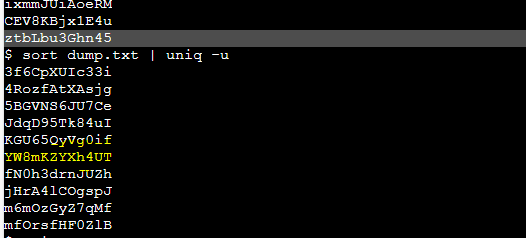 ixmmJUiAoeRM
CEV8KBjx1E4u
ztbLbu3Ghn45
$ sort dump.txt | uniq -u
3f6CpXUIc33i
4RozfAtXAsjg
5BGVNS6JU7Ce
JdqD95Tk84uI
KGU65QyVg0if
YW8mKZYXh4UT
fN0h3drnJUZh
jHrA4lCOgspJ
m6mOzGyZ7qMf
mfOrsfHF0ZlB